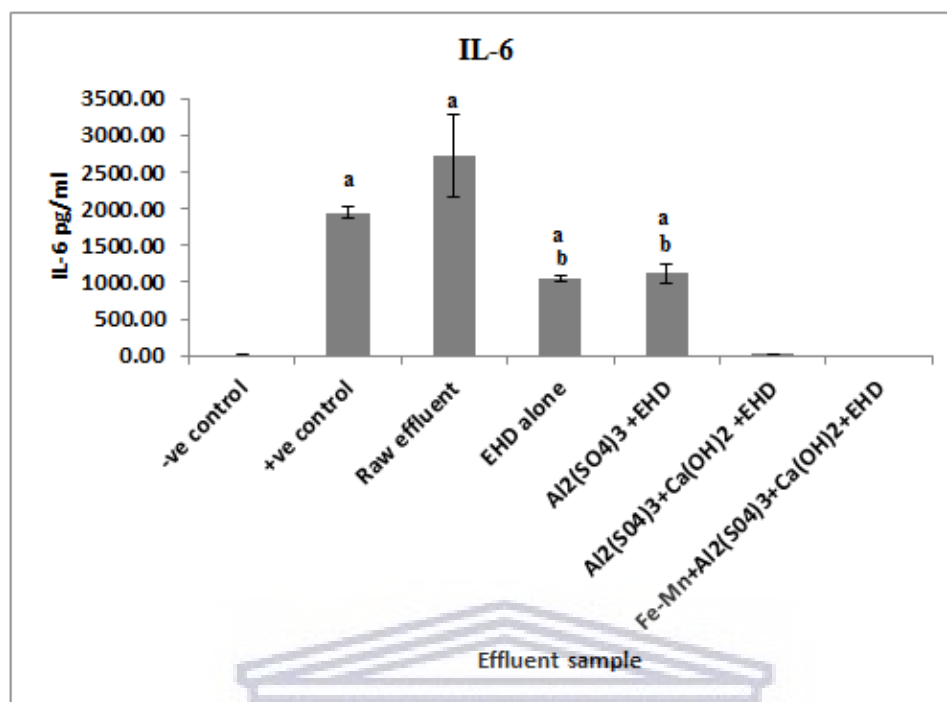 IL-6
3500.00
3000.00
2500.00
2000.00
1500.00
1000.00
500.00
0.00
IL-6 pg/ml
a
a
a
b
a
b
-ve control
+ve control
Raw effluent
EHD alone
Al2(SO4)3 +EHD
Al2(S04)3+Ca(OH)2 +EHD
Fe-Mn+Al2(S04)3+Ca(OH)2+EHD
Effluent sample